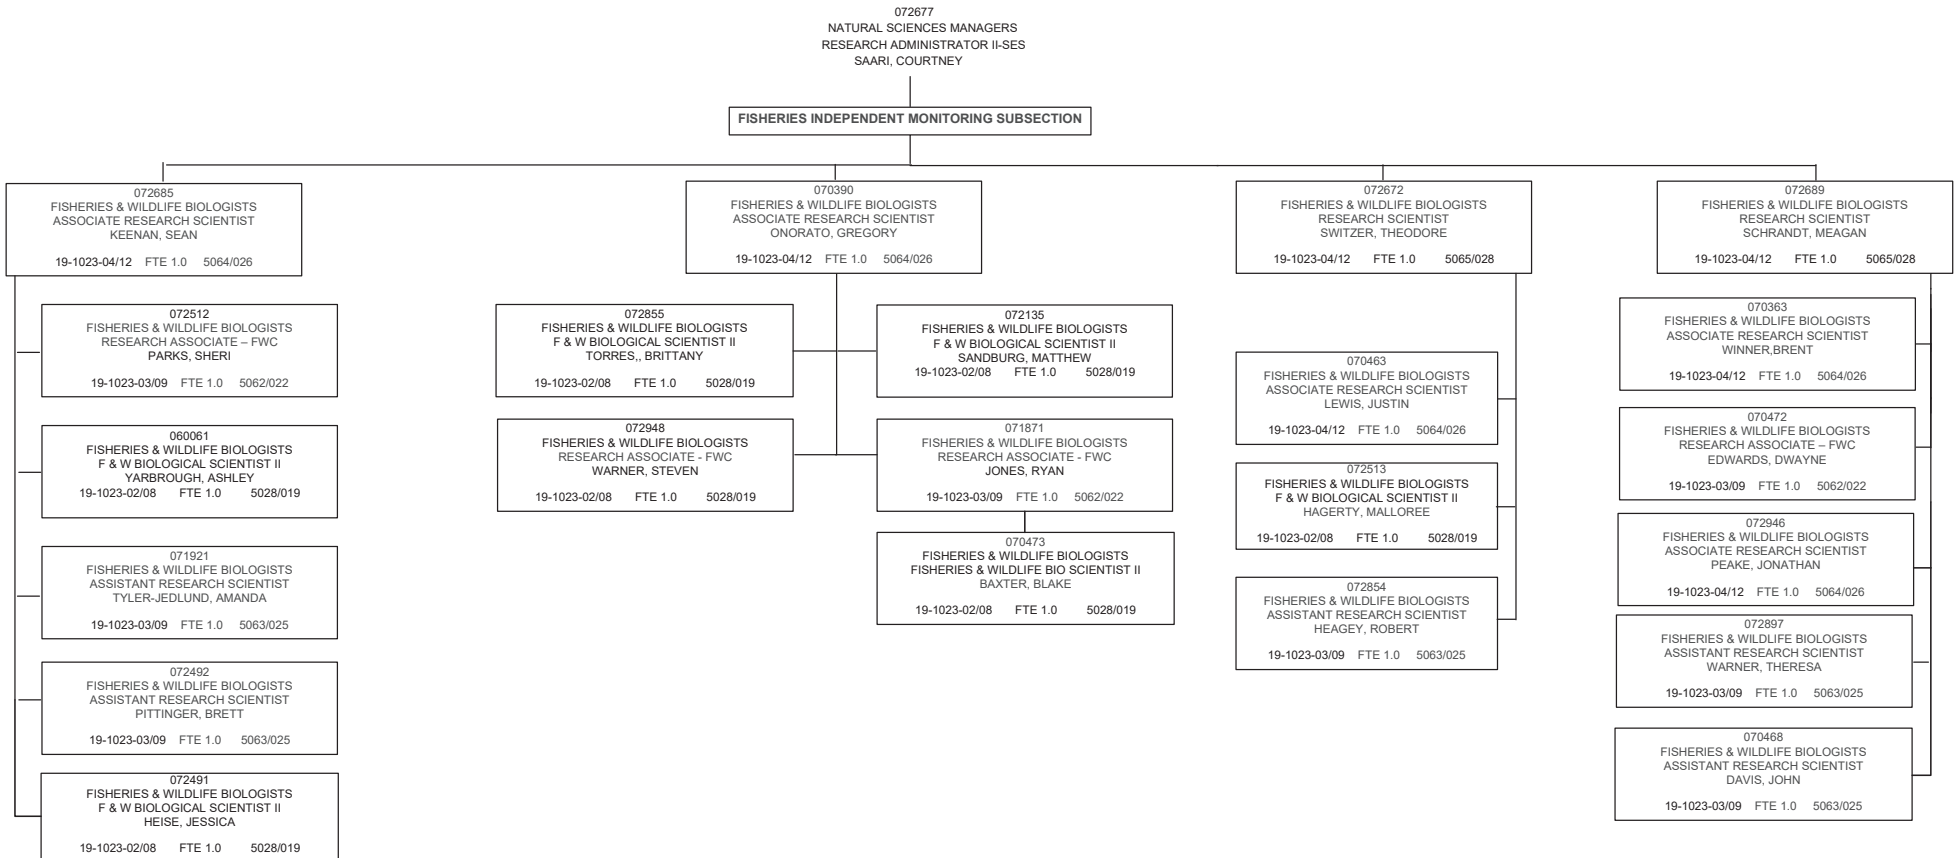 072677
NATURAL SCIENCES MANAGERS
RESEARCH ADMINISTRATOR II-SES
SAARI, COURTNEY
FISHERIES INDEPENDENT MONITORING SUBSECTION
072685
FISHERIES & WILDLIFE BIOLOGISTS
ASSOCIATE RESEARCH SCIENTIST
KEENAN, SEAN
19-1023-04/12 FTE 1.0 5064/026
072512
FISHERIES & WILDLIFE BIOLOGISTS
RESEARCH ASSOCIATE – FWC
PARKS, SHERI
19-1023-03/09 FTE 1.0 5062/022
060061
FISHERIES & WILDLIFE BIOLOGISTS
F & W BIOLOGICAL SCIENTIST II
YARBROUGH, ASHLEY
19-1023-02/08 FTE 1.0 5028/019
071921
FISHERIES & WILDLIFE BIOLOGISTS
ASSISTANT RESEARCH SCIENTIST
TYLER-JEDLUND, AMANDA
19-1023-03/09 FTE 1.0 5063/025
072492
FISHERIES & WILDLIFE BIOLOGISTS
ASSISTANT RESEARCH SCIENTIST
PITTINGER, BRETT
19-1023-03/09 FTE 1.0 5063/025
072491
FISHERIES & WILDLIFE BIOLOGISTS
F & W BIOLOGICAL SCIENTIST II
HEISE, JESSICA
19-1023-02/08 FTE 1.0 5028/019
070390
FISHERIES & WILDLIFE BIOLOGISTS
ASSOCIATE RESEARCH SCIENTIST
ONORATO, GREGORY
19-1023-04/12 FTE 1.0 5064/026
072855
FISHERIES & WILDLIFE BIOLOGISTS
F & W BIOLOGICAL SCIENTIST II
TORRES,, BRITTANY
19-1023-02/08 FTE 1.0 5028/019
072135
FISHERIES & WILDLIFE BIOLOGISTS
F & W BIOLOGICAL SCIENTIST II
SANDBURG, MATTHEW
19-1023-02/08 FTE 1.0 5028/019
072948
FISHERIES & WILDLIFE BIOLOGISTS
RESEARCH ASSOCIATE - FWC
WARNER, STEVEN
19-1023-02/08 FTE 1.0 5028/019
071871
FISHERIES & WILDLIFE BIOLOGISTS
RESEARCH ASSOCIATE - FWC
JONES, RYAN
19-1023-03/09 FTE 1.0 5062/022
070473
FISHERIES & WILDLIFE BIOLOGISTS
FISHERIES & WILDLIFE BIO SCIENTIST II
BAXTER, BLAKE
19-1023-02/08 FTE 1.0 5028/019
072672
FISHERIES & WILDLIFE BIOLOGISTS
RESEARCH SCIENTIST
SWITZER, THEODORE
19-1023-04/12 FTE 1.0 5065/028
070463
FISHERIES & WILDLIFE BIOLOGISTS
ASSOCIATE RESEARCH SCIENTIST
LEWIS, JUSTIN
19-1023-04/12 FTE 1.0 5064/026
072513
FISHERIES & WILDLIFE BIOLOGISTS
F & W BIOLOGICAL SCIENTIST II
HAGERTY, MALLOREE
19-1023-02/08 FTE 1.0 5028/019
072854
FISHERIES & WILDLIFE BIOLOGISTS
ASSISTANT RESEARCH SCIENTIST
HEAGEY, ROBERT
19-1023-03/09 FTE 1.0 5063/025
072689
FISHERIES & WILDLIFE BIOLOGISTS
RESEARCH SCIENTIST
SCHRANDT, MEAGAN
19-1023-04/12 FTE 1.0 5065/028
070363
FISHERIES & WILDLIFE BIOLOGISTS
ASSOCIATE RESEARCH SCIENTIST
WINNER,BRENT
19-1023-04/12 FTE 1.0 5064/026
070472
FISHERIES & WILDLIFE BIOLOGISTS
RESEARCH ASSOCIATE – FWC
EDWARDS, DWAYNE
19-1023-03/09 FTE 1.0 5062/022
072946
FISHERIES & WILDLIFE BIOLOGISTS
ASSOCIATE RESEARCH SCIENTIST
PEAKE, JONATHAN
19-1023-04/12 FTE 1.0 5064/026
072897
FISHERIES & WILDLIFE BIOLOGISTS
ASSISTANT RESEARCH SCIENTIST
WARNER, THERESA
19-1023-03/09 FTE 1.0 5063/025
070468
FISHERIES & WILDLIFE BIOLOGISTS
ASSISTANT RESEARCH SCIENTIST
DAVIS, JOHN
19-1023-03/09 FTE 1.0 5063/025